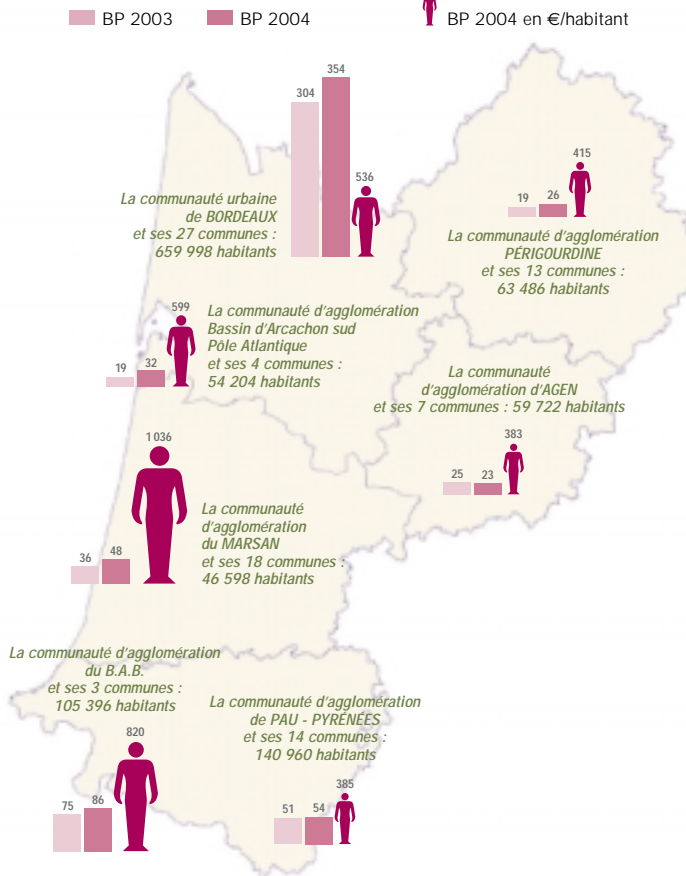 BP 2003 BP 2004 BP 2004 en €/habitant
304 354 536
La communauté urbaine
de BORDEAUX
et ses 27 communes :
659 998 habitants
19 26 415
La communauté d'agglomération
PÉRIGOURDINE
et ses 13 communes :
63 486 habitants
19 32 599
La communauté d'agglomération
Bassin d'Arcachon sud
Pôle Atlantique
et ses 4 communes :
54 204 habitants
La communauté
d'agglomération d'AGEN
et ses 7 communes : 59 722 habitants
25 23 383
36 48 1 036
La communauté
d'agglomération
du MARSAN
et ses 18 communes :
46 598 habitants
La communauté d'agglomération
du B.A.B.
et ses 3 communes :
105 396 habitants
75 86 820
La communauté d'agglomération
de PAU - PYRÉNÉES
et ses 14 communes :
140 960 habitants
51 54 385